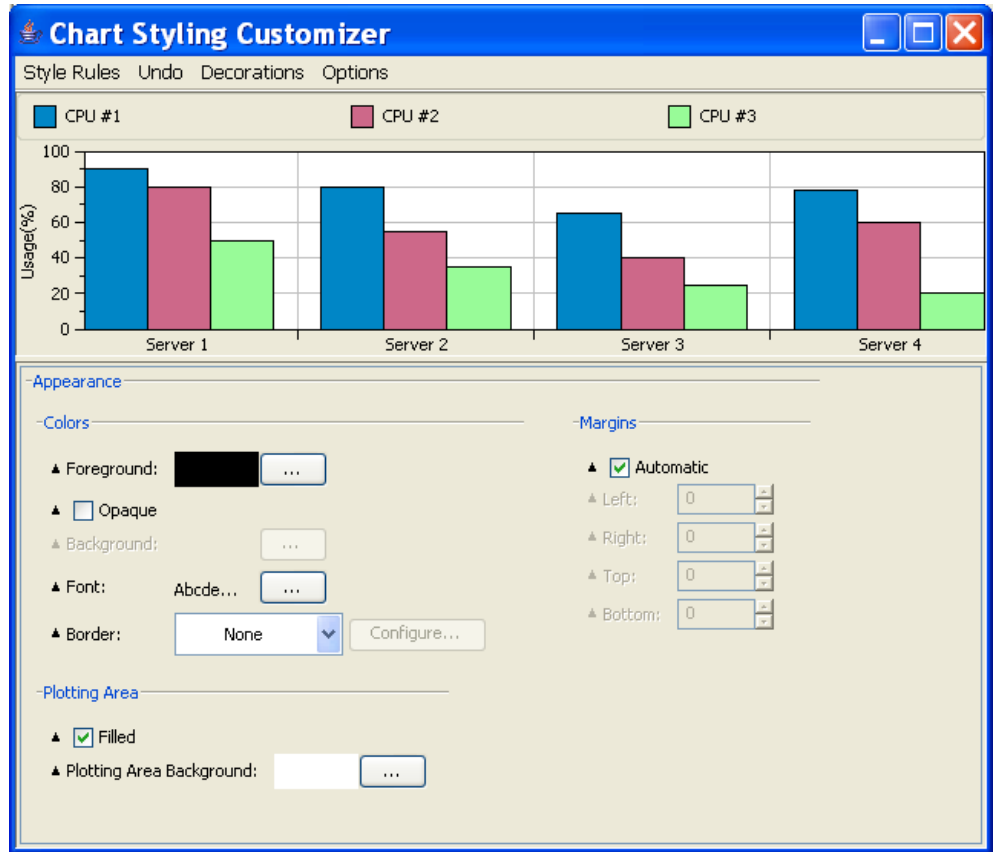 Chart Styling Customizer
Style Rules Undo Decorations Options
CPU #1 CPU #2 CPU #3
100
80
60
40
20
0
Usage(%)
Server 1 Server 2 Server 3 Server 4
Appearance
Colors
Foreground: ...
Opaque
Background: ...
Font: Abcde... ...
Border: None Configure...
Margins
Automatic
Left: 0
Right: 0
Top: 0
Bottom: 0
Plotting Area
Filled
Plotting Area Background: ...